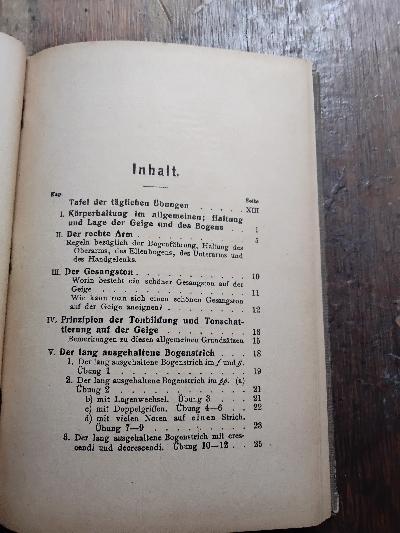 Inhalt.
Kap. Seite
Tafel der täglichen Übungen . . . . . . XIII
I. Körperhaltung im allgemeinen; Haltung
und Lage der Geige und des Bogens . . . 1
II. Der rechte Arm . . . . . . . . . . 5
Regeln bezüglich der Bogenführung, Haltung des
Oberarms, des Ellenbogens, des Unterarms und
des Handgelenks.
III. Der Gesangston . . . . . . . . . . 10
Worin besteht ein schöner Gesangston auf der
Geige . . . . . . . . . . . . 11
Wie kann man sich einen schönen Gesangston
auf der Geige aneignen? . . . . . . . 12
IV. Prinzipien der Tonbildung und Tonschat-
tierung auf der Geige . . . . . . . 16
Bemerkungen zu diesen allgemeinen Grundsätzen 15
V. Der lang ausgehaltene Bogenstrich . . . 18
1. Der lang ausgehaltene Bogenstrich im f und ff.
Übung 1 . . . . . . . . . . 19
2. Der lang ausgehaltene Bogenstrich im pp. (a)
Übung 2 . . . . . . . . . . 21
b) mit Lagenwechsel. Übung 3 . . . . 21
c) mit Doppelgriffen. Übung 4—6 . . . 22
d) mit vielen Noten auf einen Strich.
Übung 7—9 . . . . . . . . 23
3. Der lang ausgehaltene Bogenstrich mit cres-
cendi und decrescendi. Übung 10—12 . . . 25